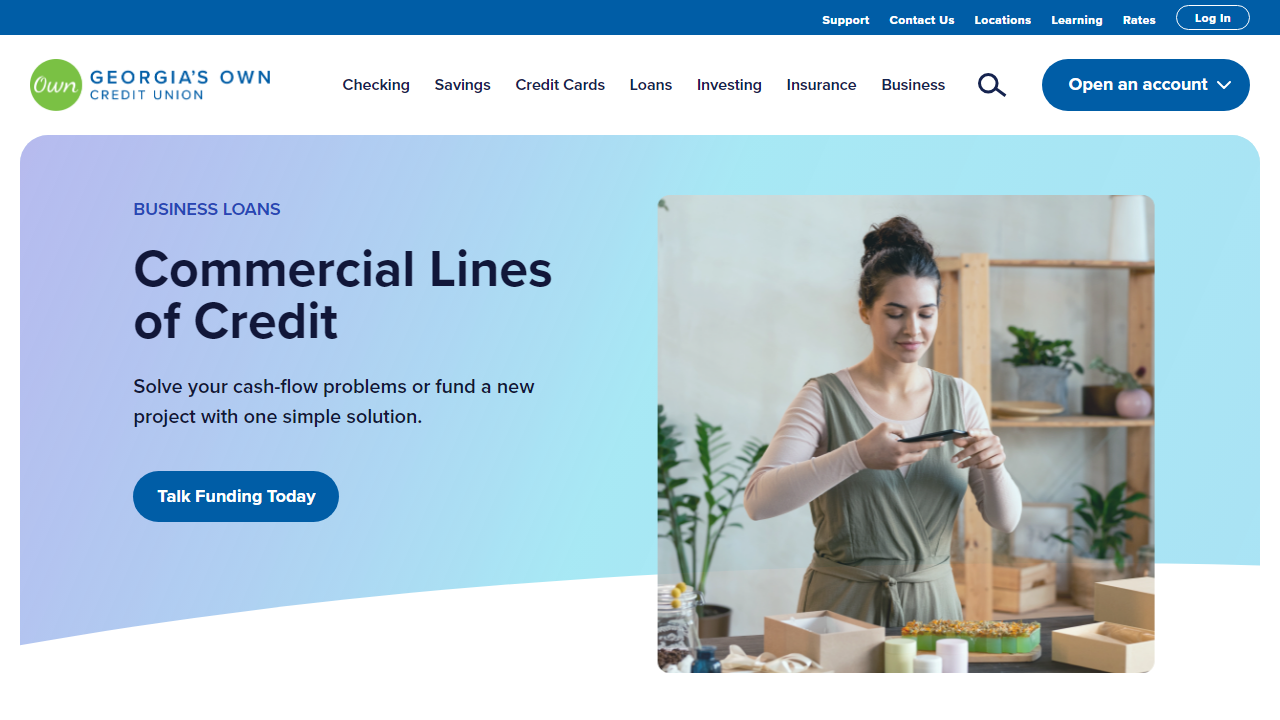 Support Contact Us Locations Learning Rates Log In
Own GEORGIA'S OWN
CREDIT UNION
Checking Savings Credit Cards Loans Investing Insurance Business Open an account
BUSINESS LOANS
Commercial Lines
of Credit
Solve your cash-flow problems or fund a new
project with one simple solution.
Talk Funding Today